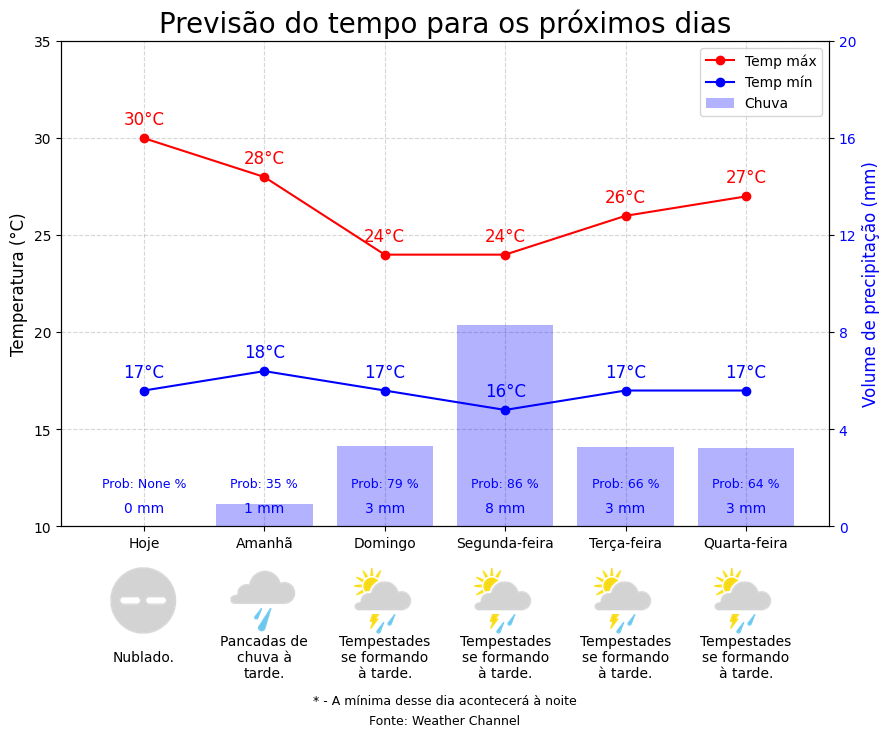 Previsão do tempo para os próximos dias
Temp máx
Temp mín
Chuva
Temperatura (°C)
Volume de precipitação (mm)
35
30
25
20
15
10
20
16
12
8
4
0
30°C
28°C
24°C
24°C
26°C
27°C
17°C
18°C
17°C
16°C
17°C
17°C
Prob: None %
Prob: 35 %
Prob: 79 %
Prob: 86 %
Prob: 66 %
Prob: 64 %
0 mm
1 mm
3 mm
8 mm
3 mm
3 mm
Hoje
Amanhã
Domingo
Segunda-feira
Terça-feira
Quarta-feira
Nublado.
Pancadas de
chuva à
tarde.
Tempestades
se formando
à tarde.
Tempestades
se formando
à tarde.
Tempestades
se formando
à tarde.
Tempestades
se formando
à tarde.
* - A mínima desse dia acontecerá à noite
Fonte: Weather Channel